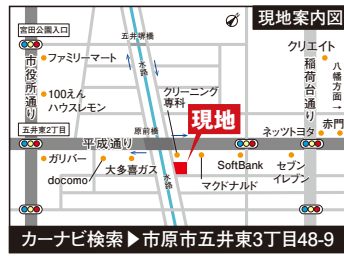 現地案内図
宮田公園入口
五井堺橋
クリエイト
ファミリーマート
市役所通り
水路
クリーニング
専科
稲荷台通り
八幡方面→
100えん
ハウスレモン
現地
五井東2丁目
原前橋
平成通り
ネッツトヨタ
赤門
ガリバー
大多喜ガス
docomo
水路
SoftBank
マクドナルド
セブン
イレブン
カーナビ検索▶市原市五井東3丁目48-9